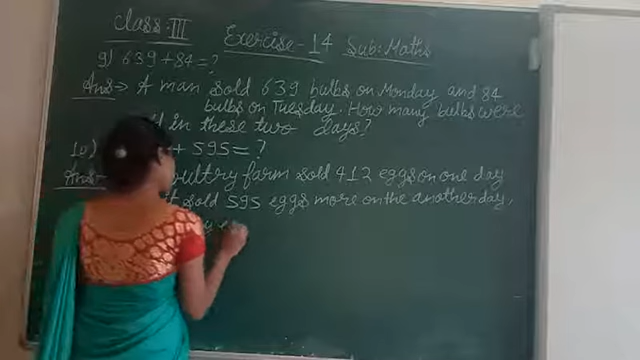 Class : III Exercise - 14 Sub: Maths
9) 639 + 84 = ?
Ans => A man sold 639 bulbs on Monday and 84
bulbs on Tuesday. How many bulbs were
in these two days?
10) + 595 = ?
Ans farm sold 412 eggs on one day
sold 595 eggs more on the another day,